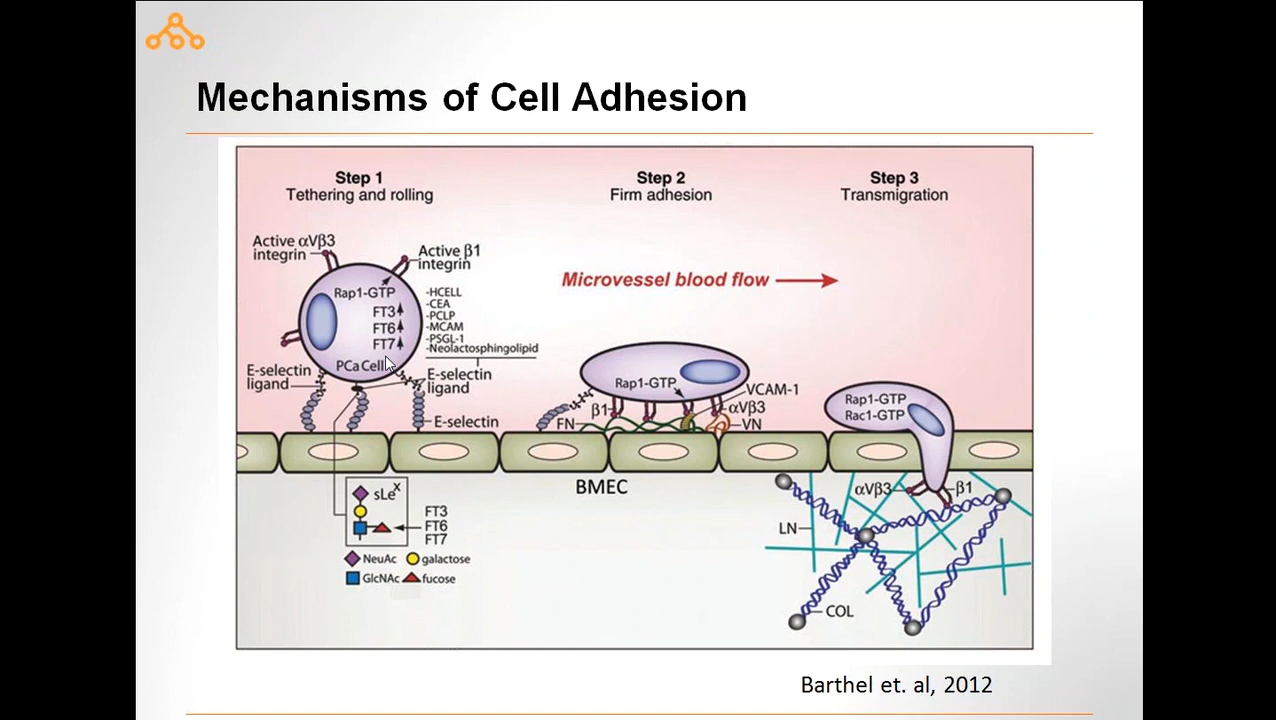 Mechanisms of Cell Adhesion
Step 1
Tethering and rolling
Step 2
Firm adhesion
Step 3
Transmigration
Active αVβ3
integrin
Active β1
integrin
Microvessel blood flow
Rap1-GTP
FT3
FT6
FT7
PCa Cell
-HCELL
-CEA
-PCLP
-MCAM
-PSGL-1
-Neolactosphingolipid
E-selectin
ligand
E-selectin
ligand
E-selectin
Rap1-GTP
VCAM-1
β1
αVβ3
FN
VN
Rap1-GTP
Rac1-GTP
BMEC
αVβ3
β1
LN
COL
sLeX
FT3
FT6
FT7
NeuAc
galactose
GlcNAc
fucose
Barthel et. al, 2012